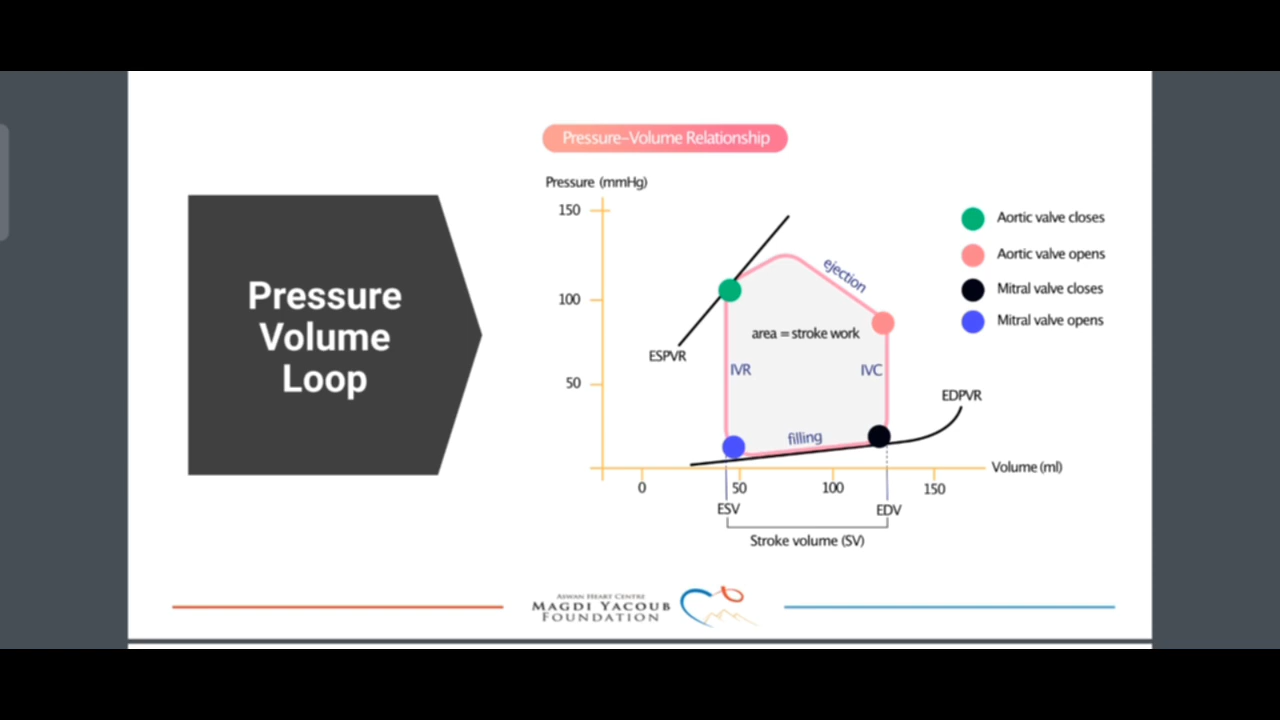 Pressure–Volume Relationship
Pressure
Volume
Loop
Pressure (mmHg)
150
100
50
ESPVR
ejection
area = stroke work
IVR
IVC
filling
EDPVR
Aortic valve closes
Aortic valve opens
Mitral valve closes
Mitral valve opens
Volume (ml)
0
50
100
150
ESV
EDV
Stroke volume (SV)
Aswan Heart Centre
Magdi Yacoub
Foundation